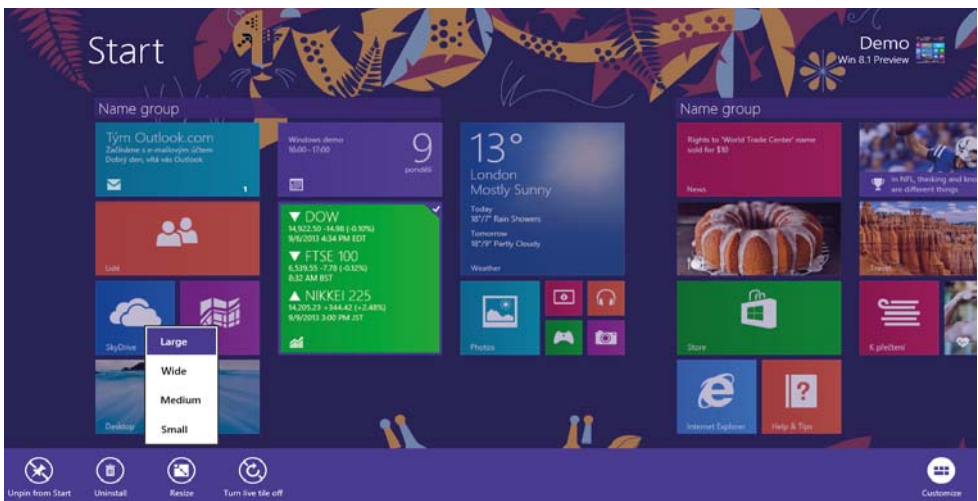 Start
Demo
Win 8.1 Preview
Name group
Name group
Tým Outlook.com
Začínáme s e-mailovým účtem
Dobrý den, vítá vás Outlook
1
Windows demo
16:00–17:00
9
pondělí
13°
London
Mostly Sunny
Today
18°/7° Rain Showers
Tomorrow
18°/9° Partly Cloudy
Weather
Rights to 'World Trade Center' name
sold for $10
News
In NFL, thinking and kno
are different things
Lidé
▼ DOW
14,922.50 -14.98 (-0.10%)
9/6/2013 4:34 PM EDT
▼ FTSE 100
6,539.55 -7.78 (-0.12%)
8:32 AM BST
▲ NIKKEI 225
14,205.23 +344.42 (+2.48%)
9/9/2013 3:00 PM JST
Travel
SkyDrive
Photos
Store
K přečtení
Large
Wide
Medium
Small
Desktop
Internet Explorer
Help & Tips
Unpin from Start
Uninstall
Resize
Turn live tile off
Customize